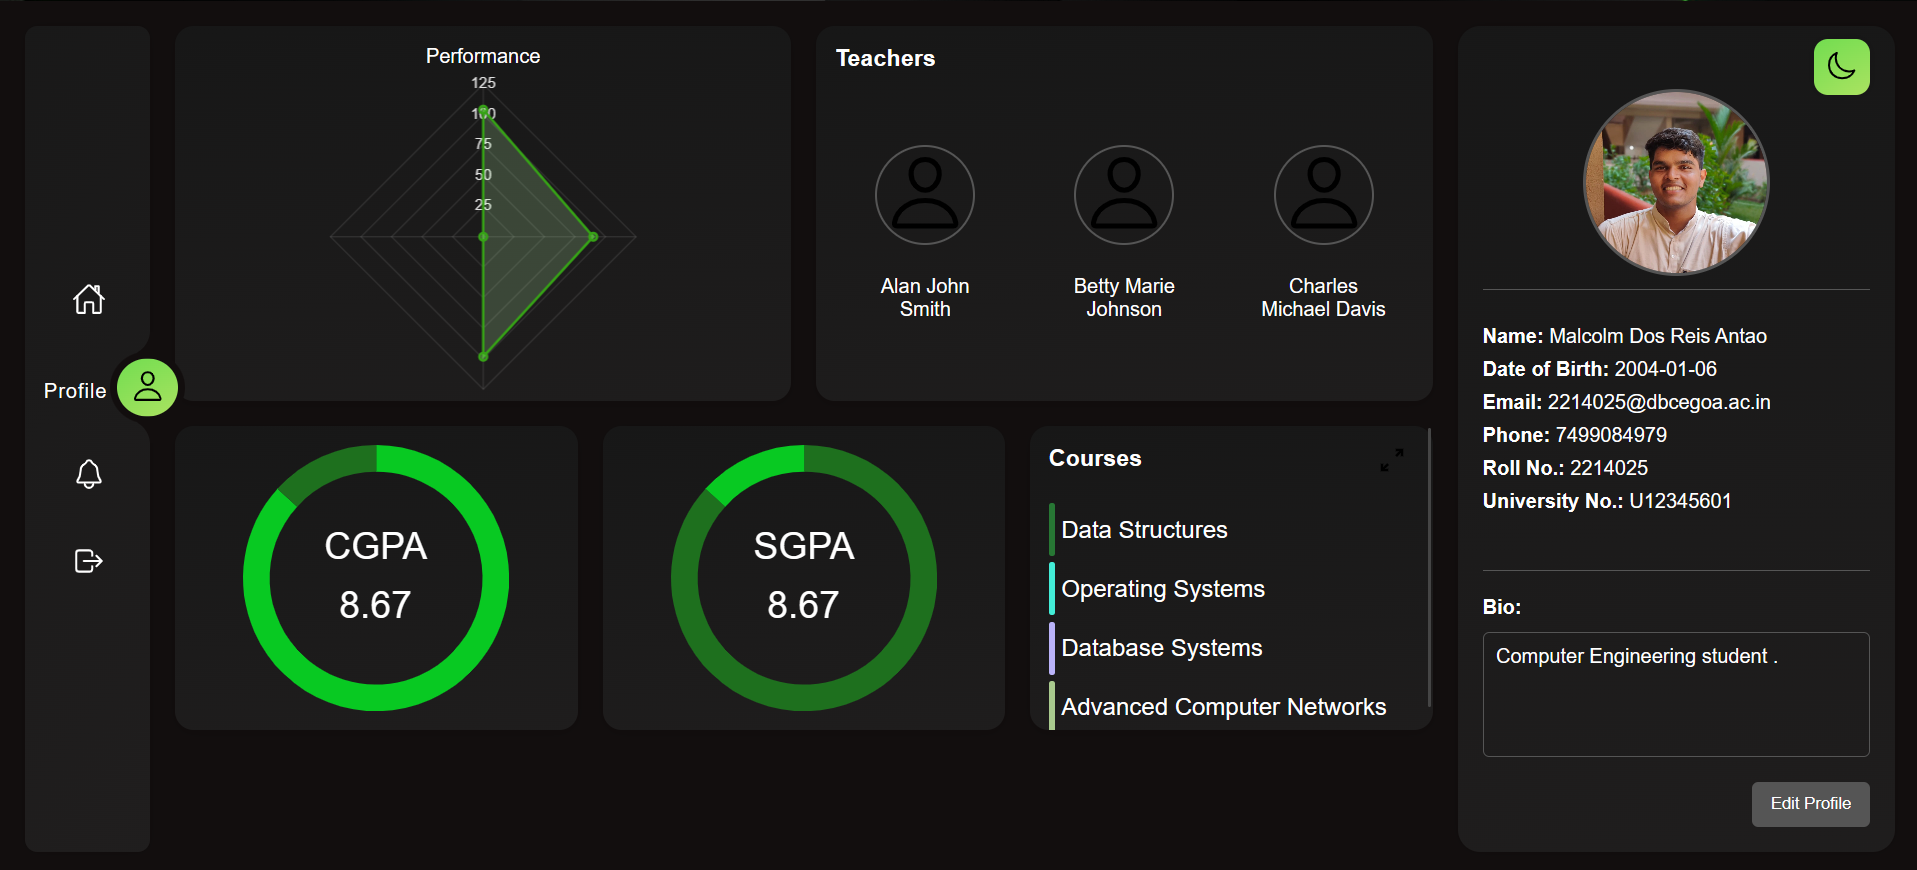 Profile
Performance
125
100
75
50
25
Teachers
Alan John
Smith
Betty Marie
Johnson
Charles
Michael Davis
CGPA
8.67
SGPA
8.67
Courses
Data Structures
Operating Systems
Database Systems
Advanced Computer Networks
Name: Malcolm Dos Reis Antao
Date of Birth: 2004-01-06
Email: 2214025@dbcegoa.ac.in
Phone: 7499084979
Roll No.: 2214025
University No.: U12345601
Bio:
Computer Engineering student .
Edit Profile